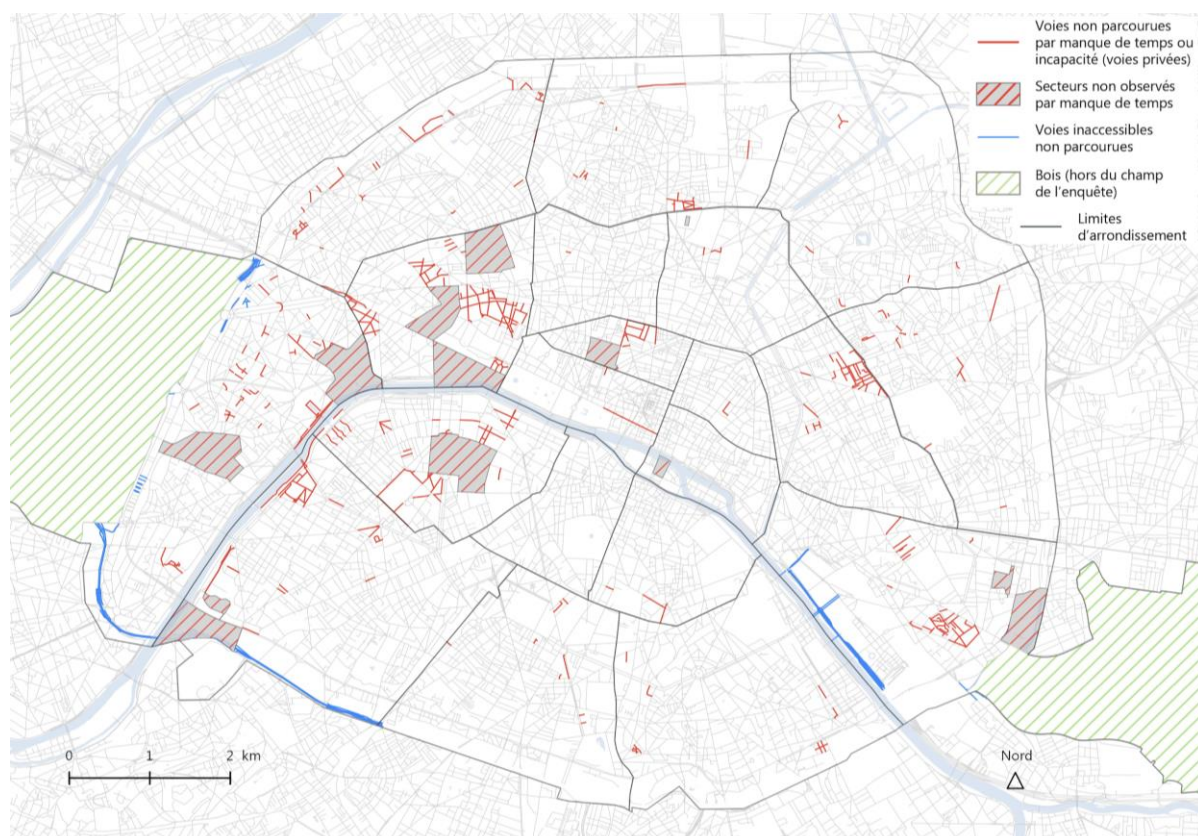 Voies non parcourues
par manque de temps ou
incapacité (voies privées)
Secteurs non observés
par manque de temps
Voies inaccessibles
non parcourues
Bois (hors du champ
de l'enquête)
Limites
d'arrondissement
0 1 2 km
Nord